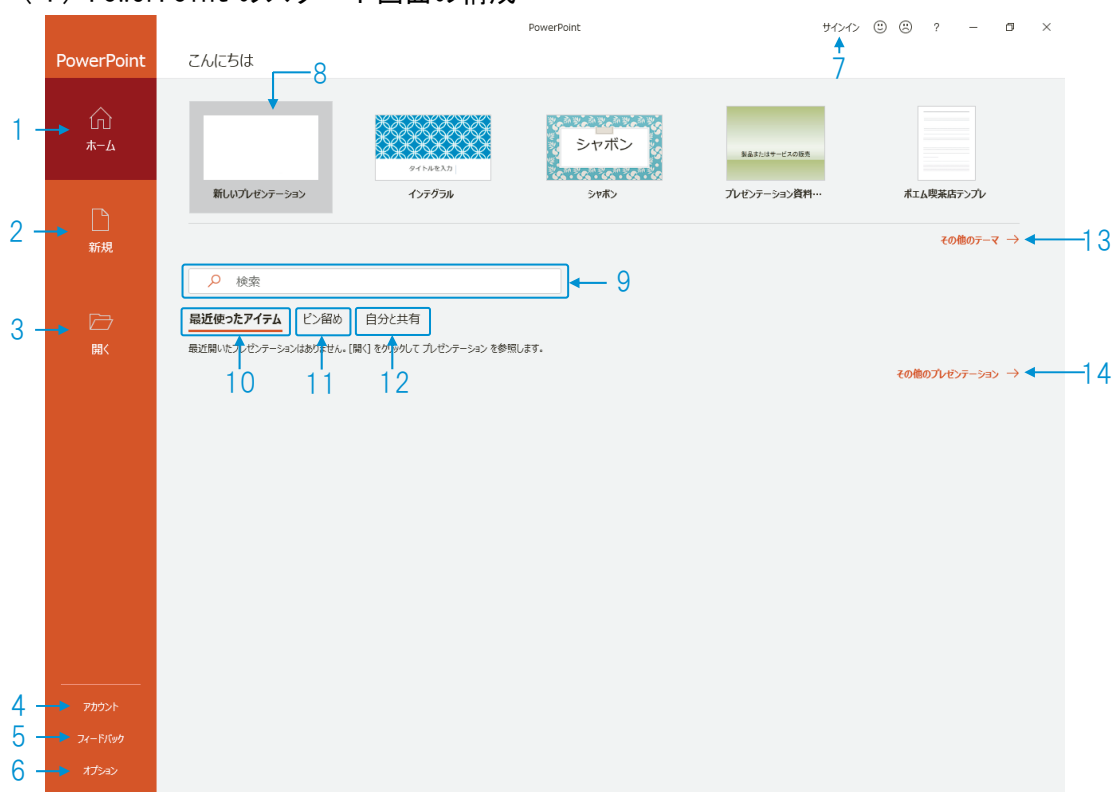 PowerPoint
サインイン
?
7
PowerPoint
こんにちは
8
1
ホーム
シャボン
製品またはサービスの販売
タイトルを入力
新しいプレゼンテーション
インテグラル
シャボン
プレゼンテーション資料…
ポエム喫茶店テンプレ
2
新規
その他のテーマ → 13
検索
9
3
開く
最近使ったアイテム ピン留め 自分と共有
最近開いたプレゼンテーションはありません。[開く] をクリックして プレゼンテーション を参照します。
10 11 12
その他のプレゼンテーション → 14
4 アカウント
5 フィードバック
6 オプション